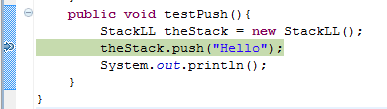 public void testPush(){
StackLL theStack = new StackLL();
theStack.push("Hello");
System.out.println();
}
}